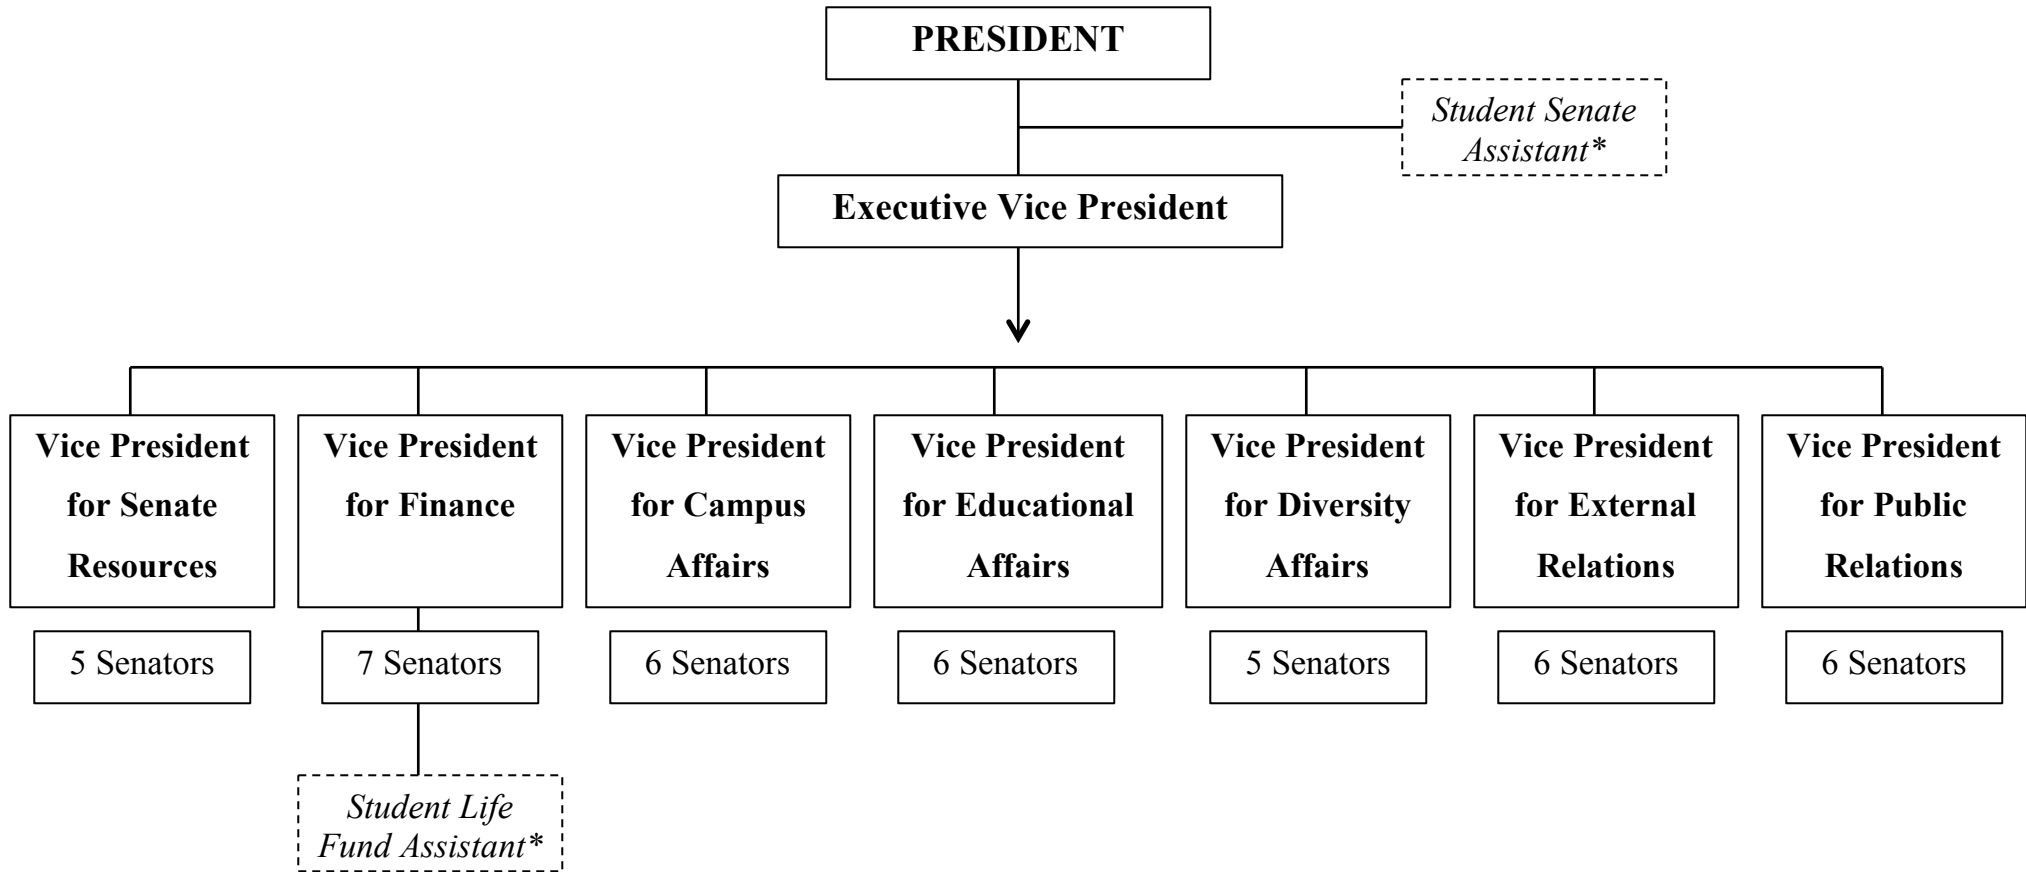 PRESIDENT
Student Senate
Assistant*
Executive Vice President
Vice President
for Senate
Resources
Vice President
for Finance
Vice President
for Campus
Affairs
Vice President
for Educational
Affairs
Vice President
for Diversity
Affairs
Vice President
for External
Relations
Vice President
for Public
Relations
5 Senators
7 Senators
6 Senators
6 Senators
5 Senators
6 Senators
6 Senators
Student Life
Fund Assistant*